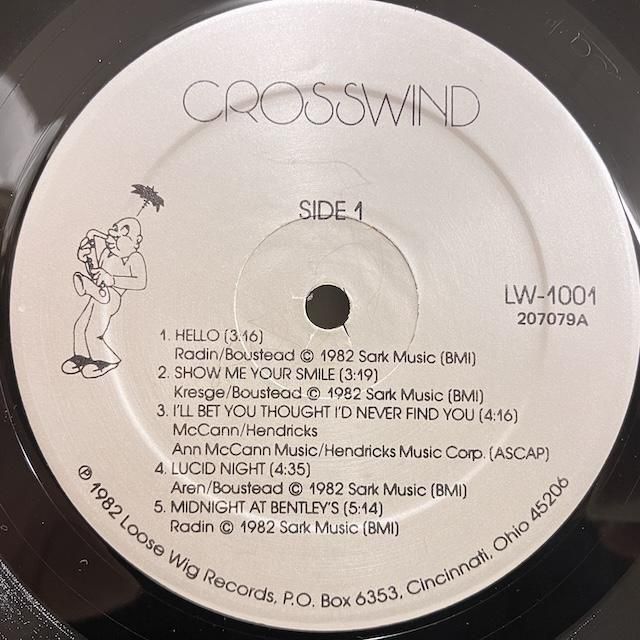 CROSSWIND
SIDE 1
LW-1001
207079A
1. HELLO (3:16)
Radin/Boustead © 1982 Sark Music (BMI)
2. SHOW ME YOUR SMILE (3:19)
Kresge/Boustead © 1982 Sark Music (BMI)
3. I'LL BET YOU THOUGHT I'D NEVER FIND YOU (4:16)
McCann/Hendricks
Ann McCann Music/Hendricks Music Corp. (ASCAP)
4. LUCID NIGHT (4:35)
Aren/Boustead © 1982 Sark Music (BMI)
5. MIDNIGHT AT BENTLEY'S (5:14)
Radin © 1982 Sark Music (BMI)
℗ 1982 Loose Wig Records, P.O. Box 6353, Cincinnati, Ohio 45206